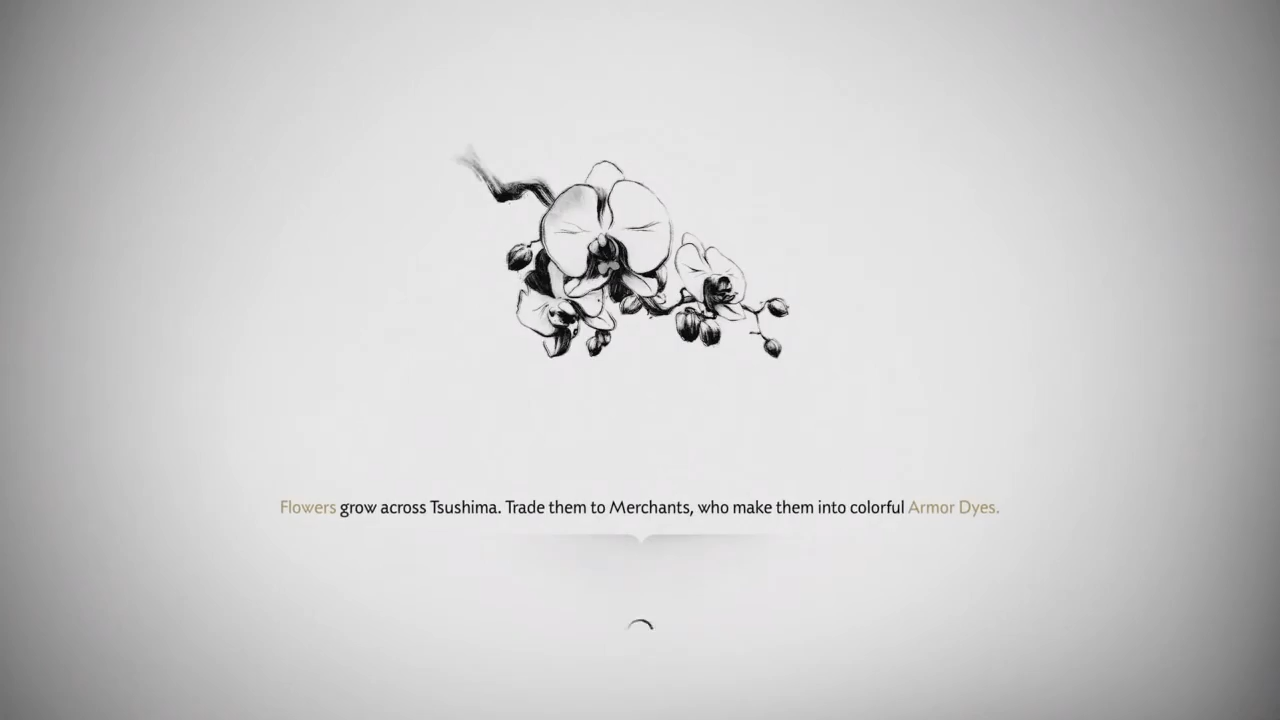 Flowers grow across Tsushima. Trade them to Merchants, who make them into colorful Armor Dyes.